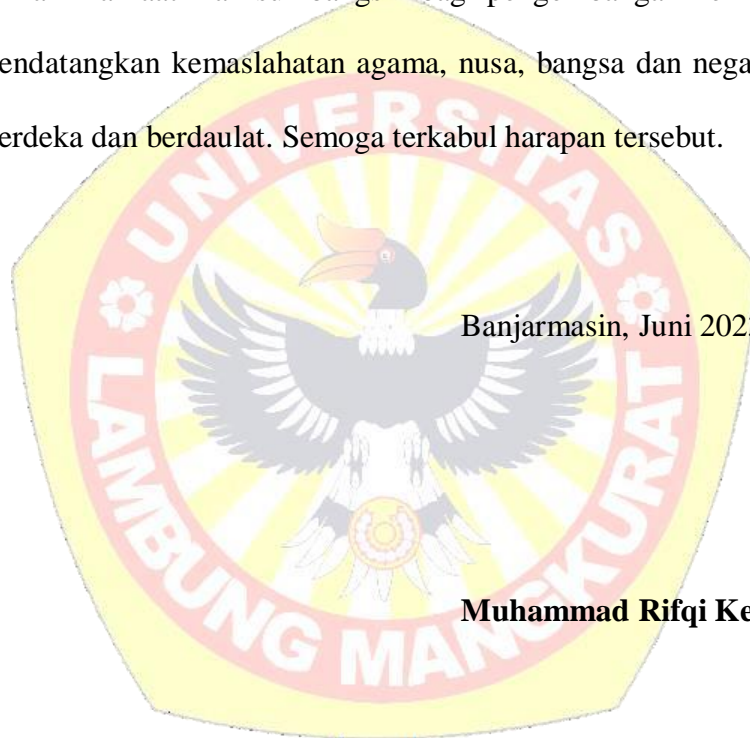 endatangkan kemaslahatan agama, nusa, bangsa dan nega
erdeka dan berdaulat. Semoga terkabul harapan tersebut.
UNIVERSITAS
Banjarmasin, Juni 202
LAMBUNG MANGKURAT
Muhammad Rifqi Ke